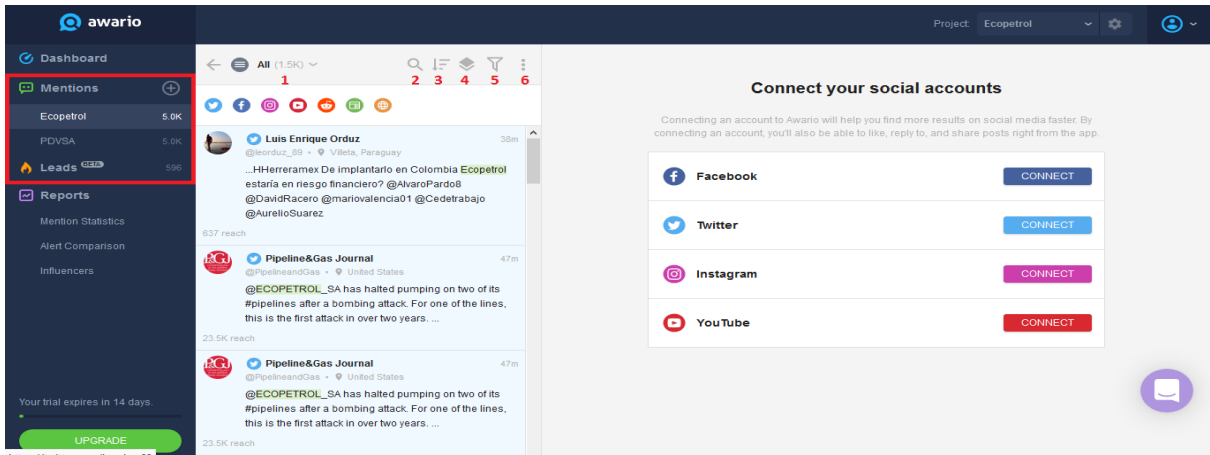 awario
Project: Ecopetrol
Dashboard
Mentions
Ecopetrol 5.0K
PDVSA 5.0K
Leads BETA 596
Reports
Mention Statistics
Alert Comparison
Influencers
Your trial expires in 14 days.
UPGRADE
All (1.5K)
1 2 3 4 5 6
Luis Enrique Orduz 38m
@leorduz_89 • Villeta, Paraguay
...HHerreramex De implantarlo en Colombia Ecopetrol
estaría en riesgo financiero? @AlvaroPardo8
@DavidRacero @mariovalencia01 @Cedetrabajo
@AurelioSuarez
637 reach
Pipeline&Gas Journal 47m
@PipelineandGas • United States
@ECOPETROL_SA has halted pumping on two of its
#pipelines after a bombing attack. For one of the lines,
this is the first attack in over two years. ...
23.5K reach
Pipeline&Gas Journal 47m
@PipelineandGas • United States
@ECOPETROL_SA has halted pumping on two of its
#pipelines after a bombing attack. For one of the lines,
this is the first attack in over two years. ...
23.5K reach
Connect your social accounts
Connecting an account to Awario will help you find more results on social media faster. By
connecting an account, you'll also be able to like, reply to, and share posts right from the app.
Facebook CONNECT
Twitter CONNECT
Instagram CONNECT
YouTube CONNECT